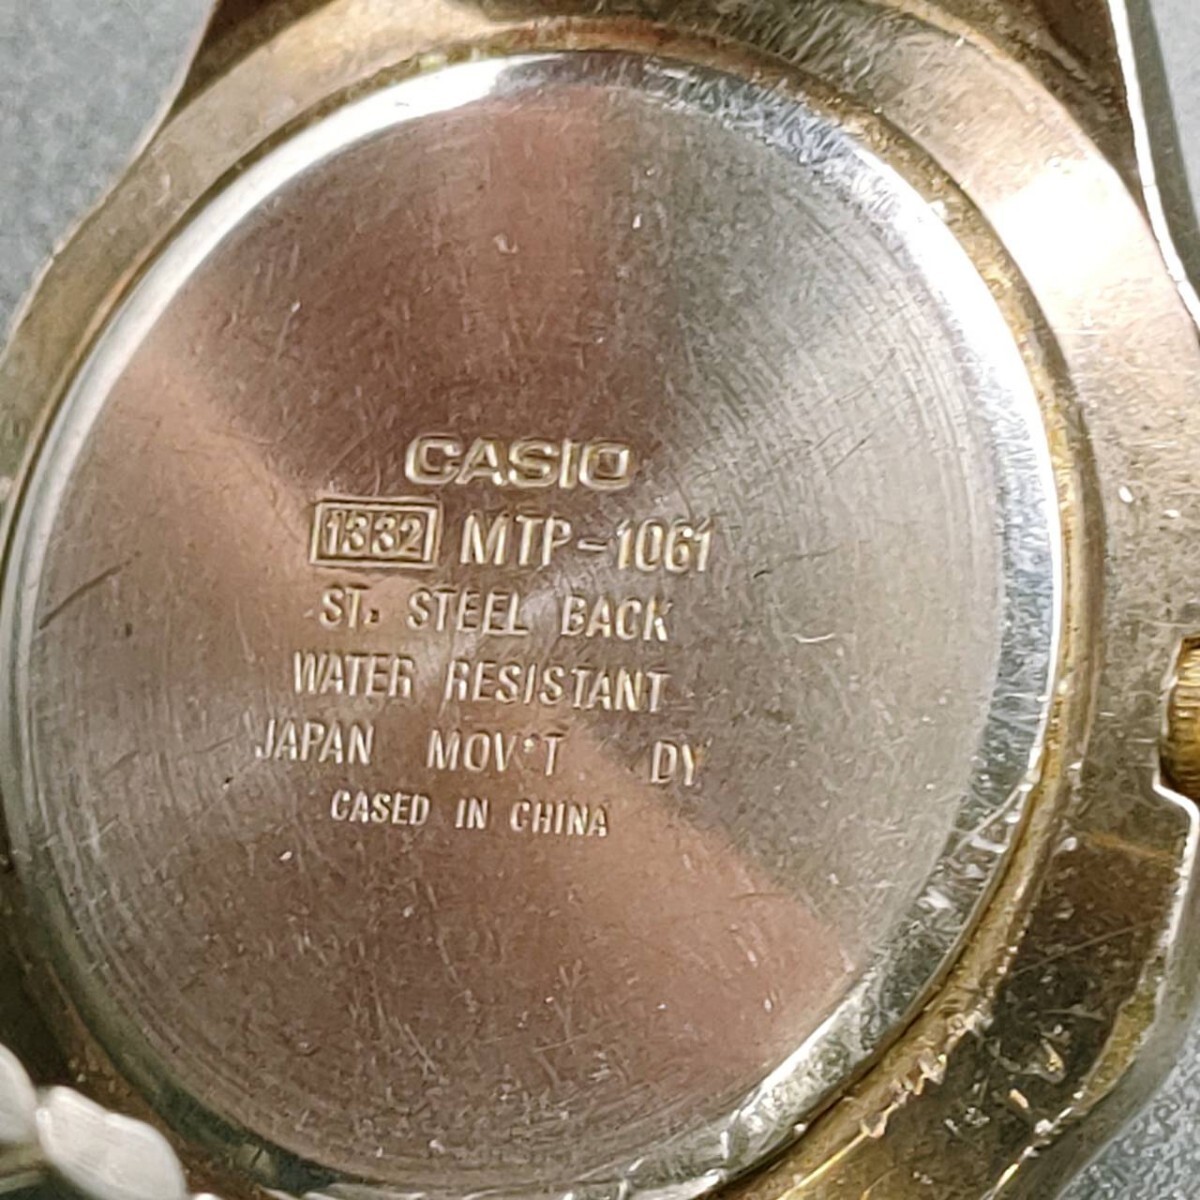 CASIO
1332 MTP-1061
ST. STEEL BACK
WATER RESISTANT
JAPAN MOV'T DY
CASED IN CHINA